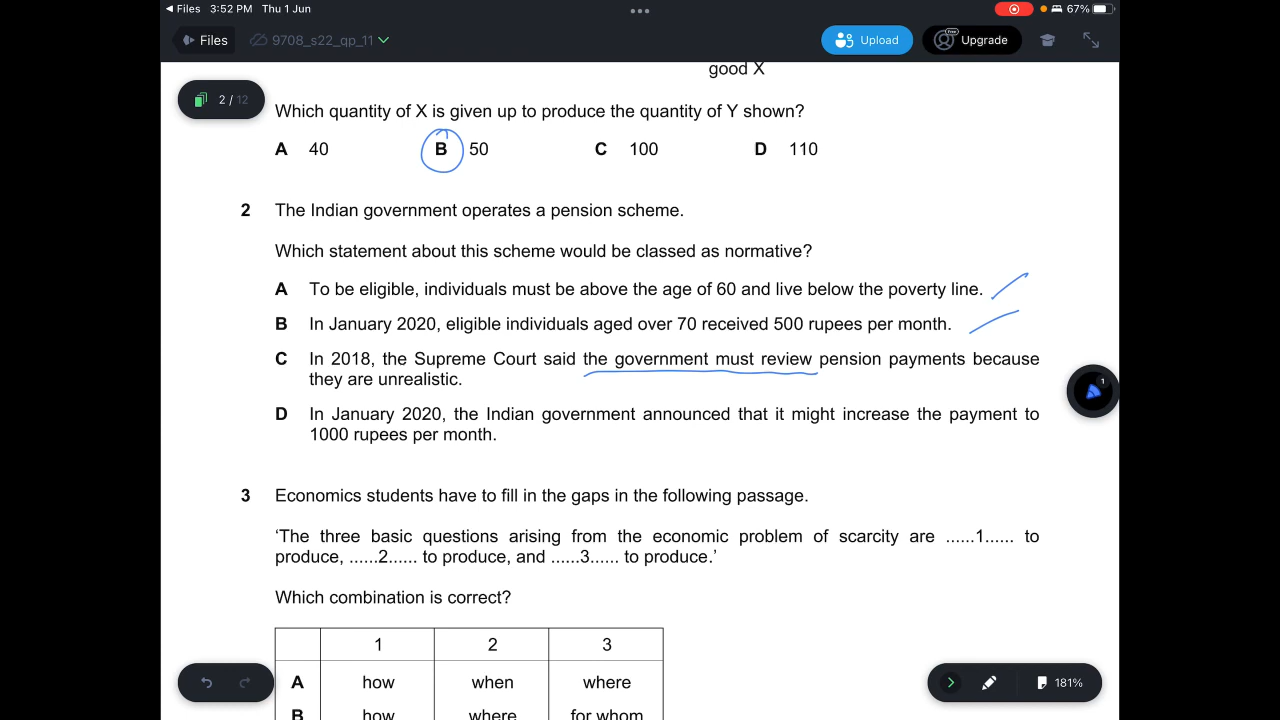 Files 3:52 PM Thu 1 Jun 67%
Files 9708_s22_qp_11 Upload Free Upgrade
good X
2 / 12
Which quantity of X is given up to produce the quantity of Y shown?
A 40 B 50 C 100 D 110
2 The Indian government operates a pension scheme.
Which statement about this scheme would be classed as normative?
A To be eligible, individuals must be above the age of 60 and live below the poverty line.
B In January 2020, eligible individuals aged over 70 received 500 rupees per month.
C In 2018, the Supreme Court said the government must review pension payments because
they are unrealistic.
1
D In January 2020, the Indian government announced that it might increase the payment to
1000 rupees per month.
3 Economics students have to fill in the gaps in the following passage.
‘The three basic questions arising from the economic problem of scarcity are ......1...... to
produce, ......2...... to produce, and ......3...... to produce.’
Which combination is correct?
1 2 3
A how when where
B how where for whom
181%